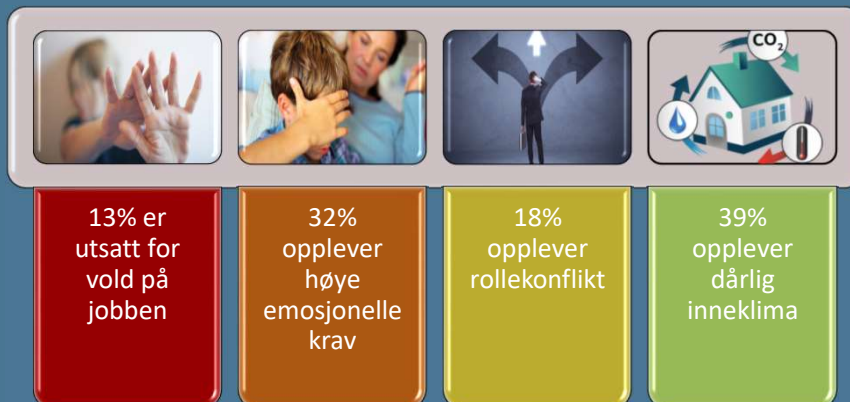 CO2
13% er
utsatt for
vold på
jobben
32%
opplever
høye
emosjonelle
krav
18%
opplever
rollekonflikt
39%
opplever
dårlig
inneklima